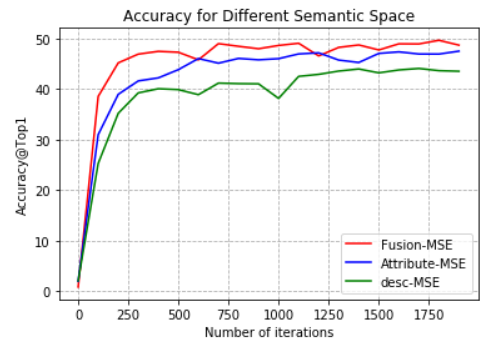 Accuracy for Different Semantic Space
Accuracy@Top1
50
40
30
20
10
0
Fusion-MSE
Attribute-MSE
desc-MSE
0 250 500 750 1000 1250 1500 1750
Number of iterations